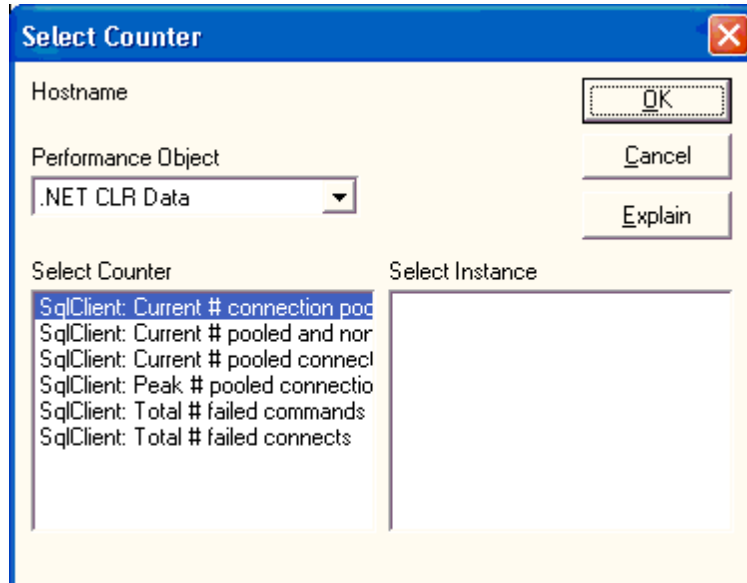 Select Counter
Hostname
OK
Performance Object
Cancel
.NET CLR Data
Explain
Select Counter
Select Instance
SqlClient: Current # connection poo
SqlClient: Current # pooled and nor
SqlClient: Current # pooled connect
SqlClient: Peak # pooled connectio
SqlClient: Total # failed commands
SqlClient: Total # failed connects